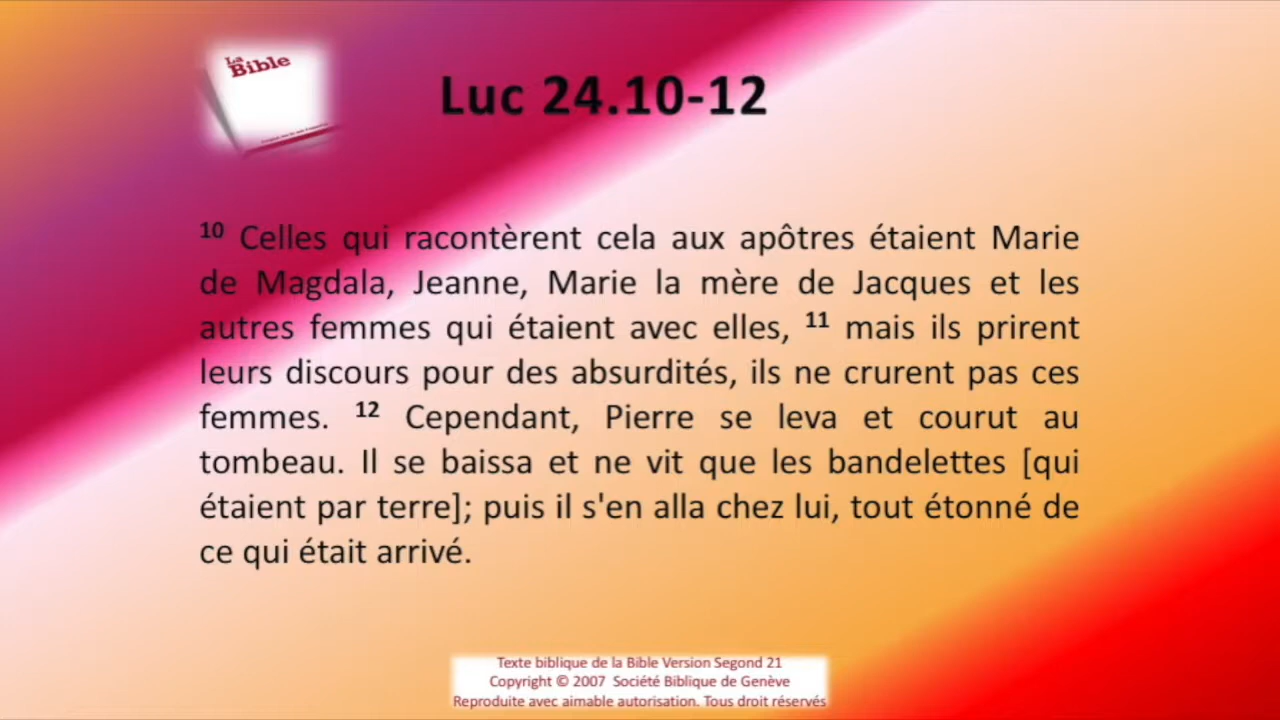 La
Bible
Luc 24.10-12
10 Celles qui racontèrent cela aux apôtres étaient Marie
de Magdala, Jeanne, Marie la mère de Jacques et les
autres femmes qui étaient avec elles, 11 mais ils prirent
leurs discours pour des absurdités, ils ne crurent pas ces
femmes. 12 Cependant, Pierre se leva et courut au
tombeau. Il se baissa et ne vit que les bandelettes [qui
étaient par terre]; puis il s'en alla chez lui, tout étonné de
ce qui était arrivé.
Texte biblique de la Bible Version Segond 21
Copyright © 2007 Société Biblique de Genève
Reproduite avec aimable autorisation. Tous droit réservés